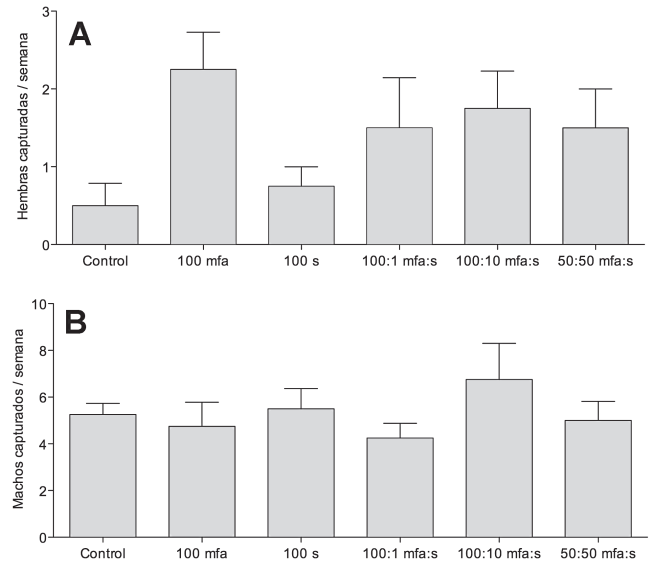 A
Hembras capturadas / semana
3
2
1
0
Control 100 mfa 100 s 100:1 mfa:s 100:10 mfa:s 50:50 mfa:s
B
Machos capturados / semana
10
8
6
4
2
0
Control 100 mfa 100 s 100:1 mfa:s 100:10 mfa:s 50:50 mfa:s